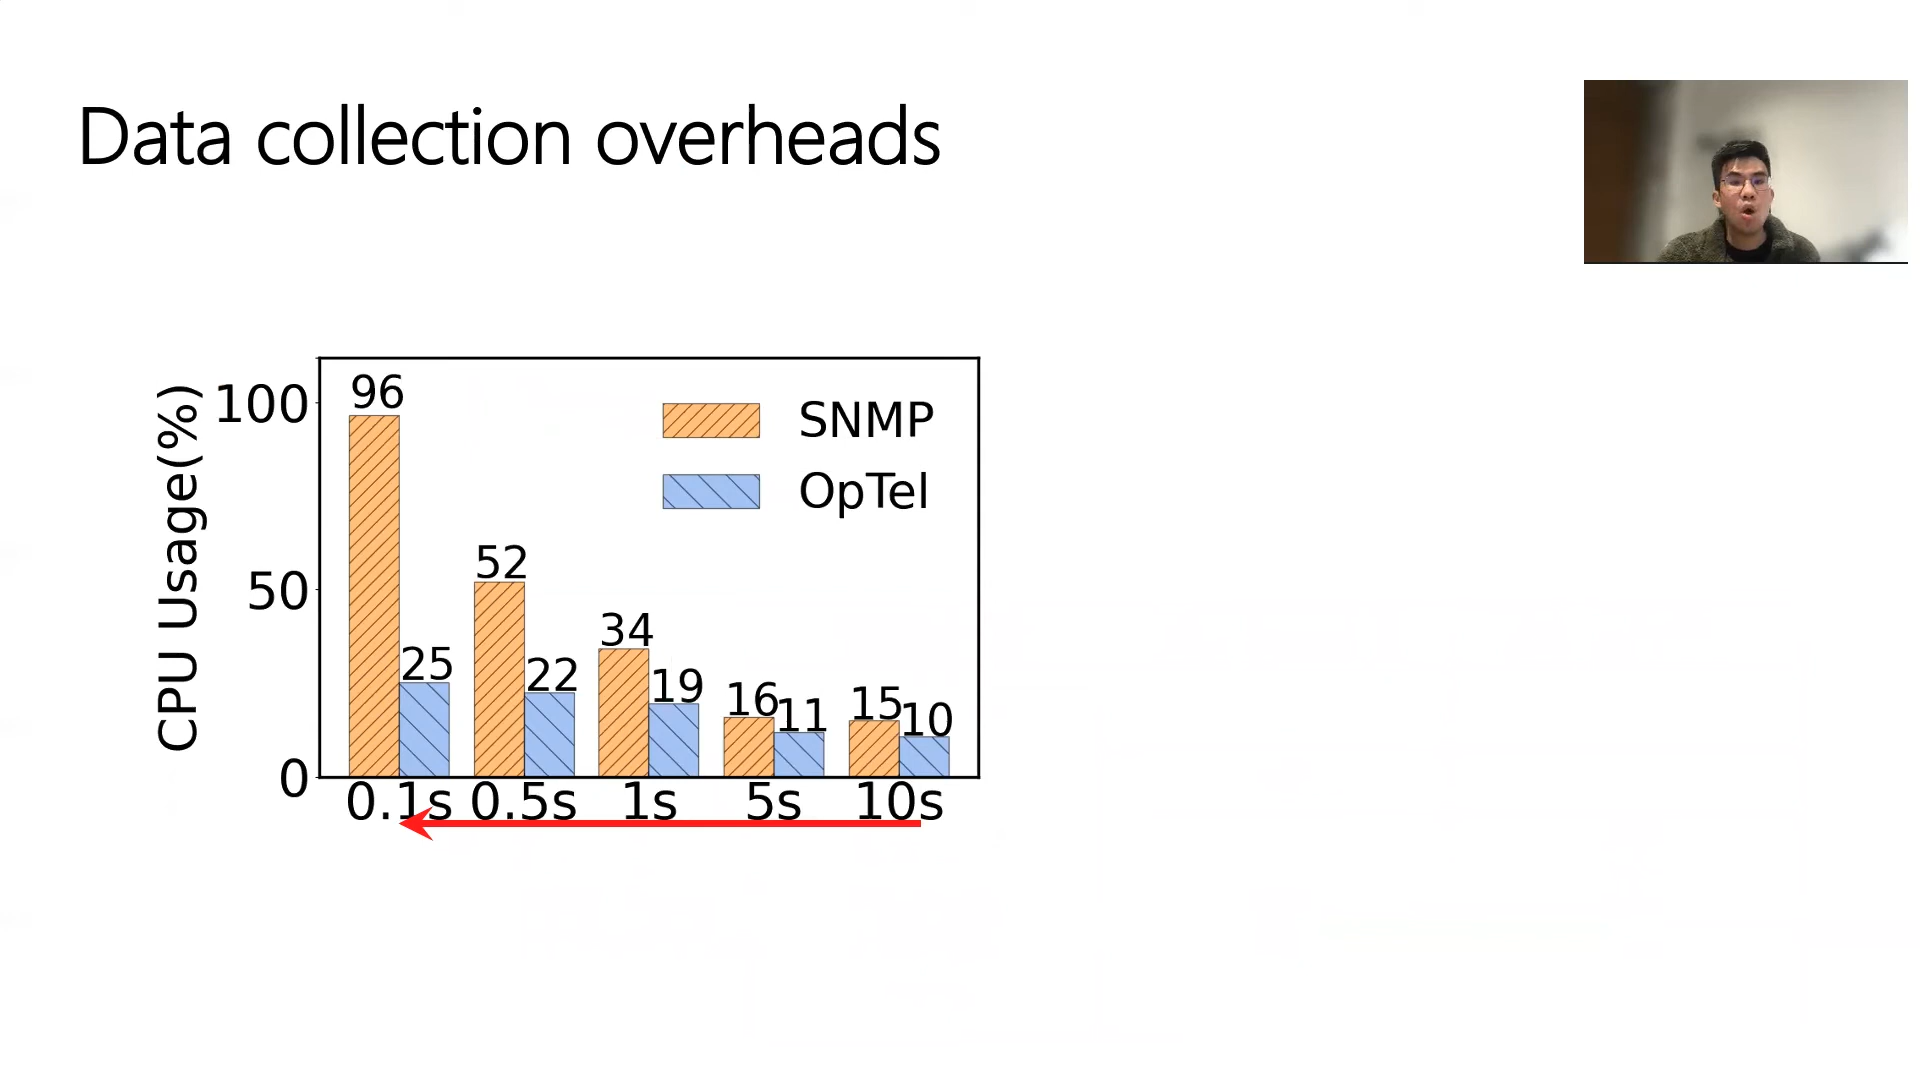 Data collection overheads
CPU Usage(%)
100
50
0
96
25
52
22
34
19
16
11
15
10
SNMP
OpTel
0.1s 0.5s 1s 5s 10s